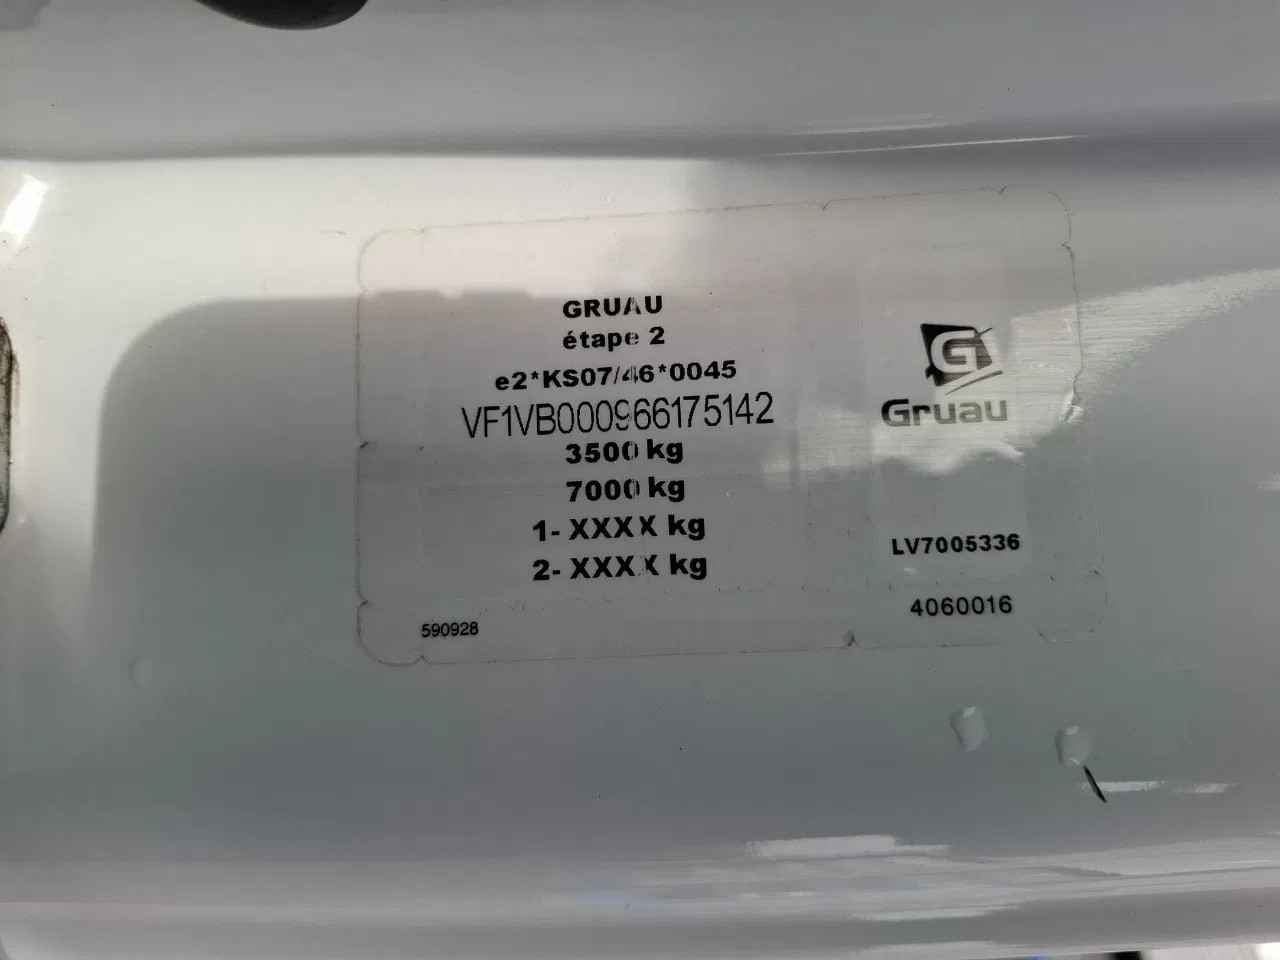 GRUAU
étape 2
e2*KS07/46*0045
VF1VB000966175142
3500 kg
7000 kg
1- XXXX kg
2- XXXX kg
590928
G
Gruau
LV7005336
4060016